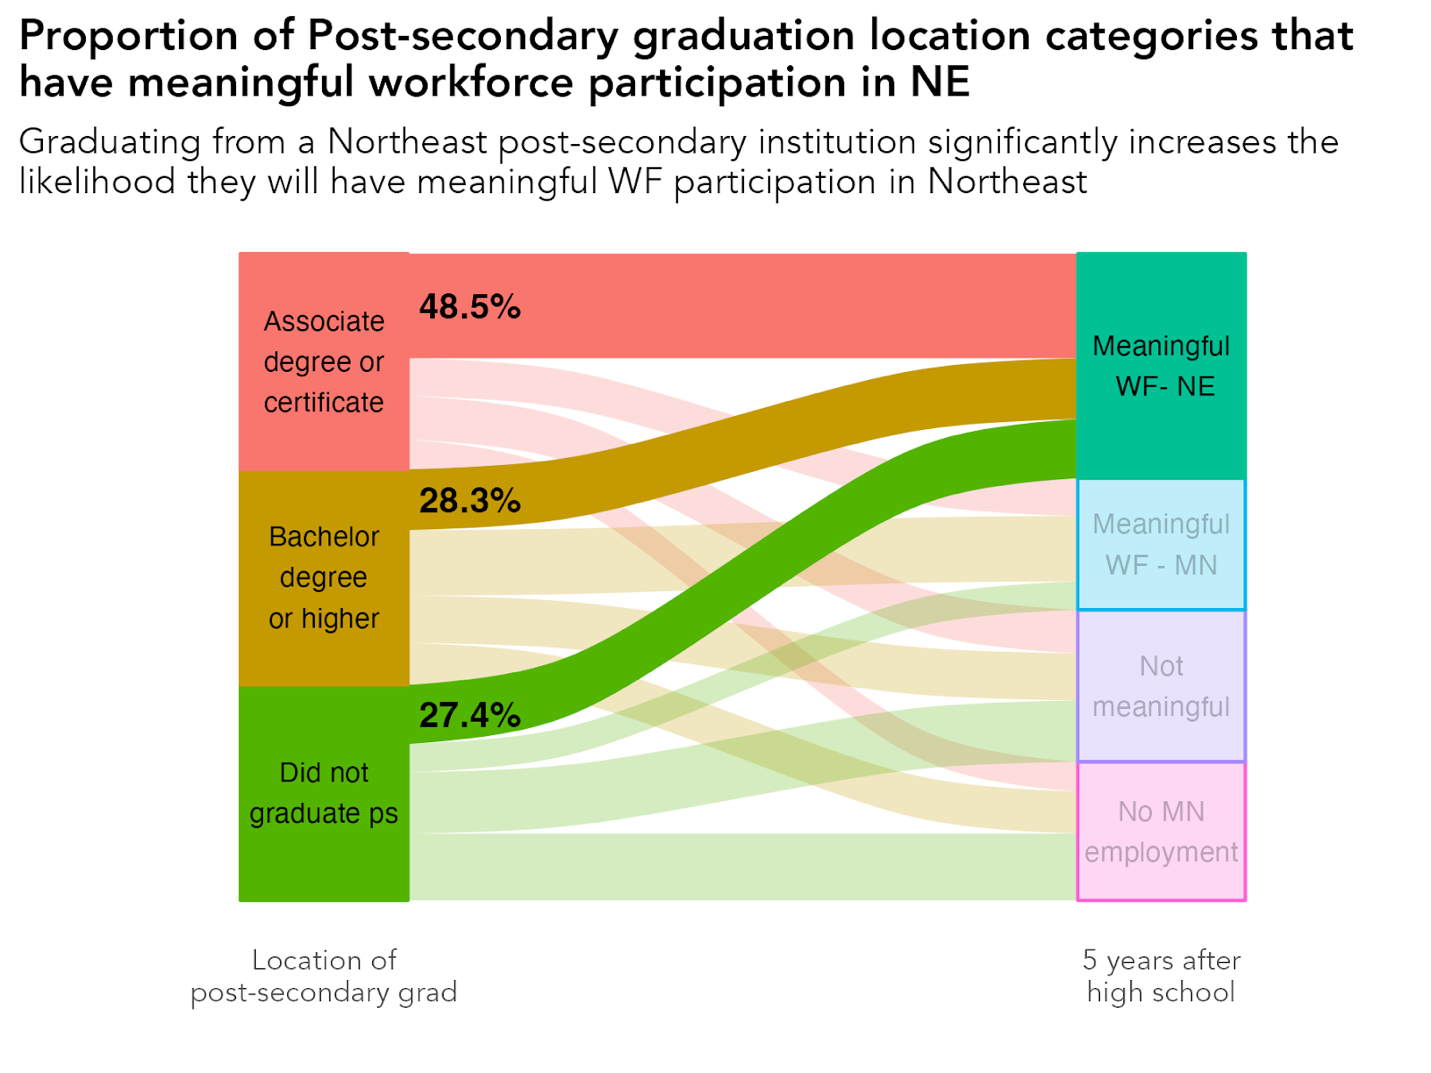 Proportion of Post-secondary graduation location categories that
have meaningful workforce participation in NE
Graduating from a Northeast post-secondary institution significantly increases the
likelihood they will have meaningful WF participation in Northeast
Associate
degree or
certificate
48.5%
Bachelor
degree
or higher
28.3%
Did not
graduate ps
27.4%
Meaningful
WF- NE
Meaningful
WF - MN
Not
meaningful
No MN
employment
Location of
post-secondary grad
5 years after
high school